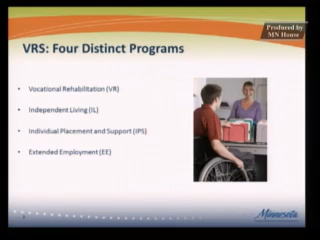 Produced by
MN House
VRS: Four Distinct Programs
• Vocational Rehabilitation (VR)
• Independent Living (IL)
• Individual Placement and Support (IPS)
• Extended Employment (EE)
Minnesota